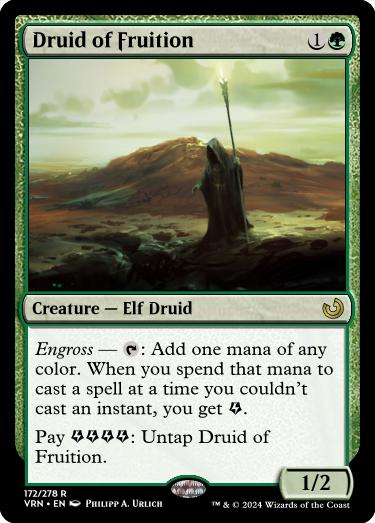 Druid of Fruition 1
Creature — Elf Druid
Engross — : Add one mana of any
color. When you spend that mana to
cast a spell at a time you couldn't
cast an instant, you get .
Pay : Untap Druid of
Fruition.
1/2
172/278 R
VRN • EN Philipp A. Urlich ™ & © 2024 Wizards of the Coast